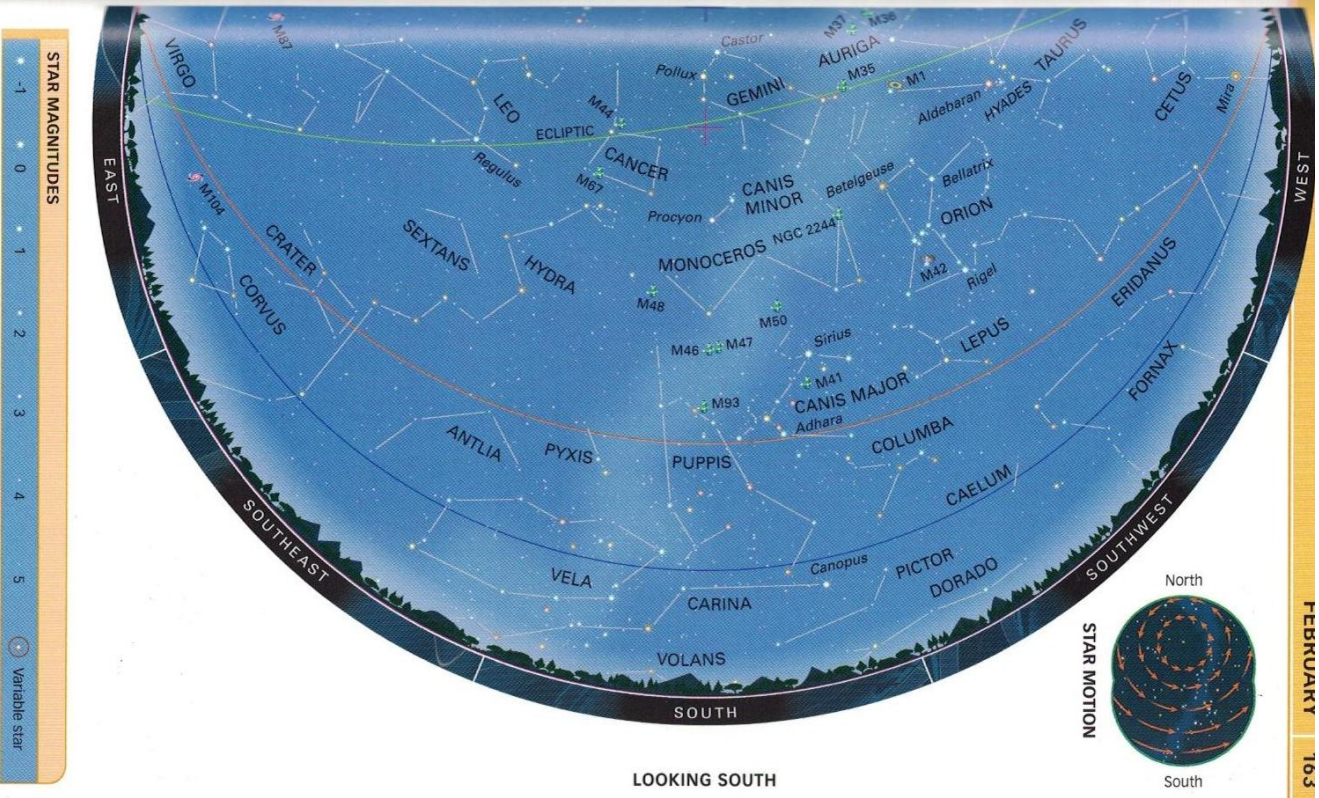 STAR MAGNITUDES
-1
0
1
2
3
4
5
Variable star
M87
VIRGO
LEO
Castor
Pollux
GEMINI
M37
M38
AURIGA
M35
M1
TAURUS
Aldebaran
HYADES
CETUS
Mira
M44
ECLIPTIC
CANCER
M67
Regulus
M104
EAST
WEST
CRATER
CORVUS
SEXTANS
HYDRA
CANIS
MINOR
Procyon
Betelgeuse
Bellatrix
NGC 2244
ORION
MONOCEROS
M42
Rigel
M48
M50
ERIDANUS
M46
M47
Sirius
LEPUS
M41
CANIS MAJOR
M93
Adhara
FORNAX
ANTLIA
PYXIS
PUPPIS
COLUMBA
CAELUM
VELA
CARINA
Canopus
PICTOR
DORADO
VOLANS
SOUTHEAST
SOUTH
SOUTHWEST
LOOKING SOUTH
North
STAR MOTION
South
FEBRUARY
163